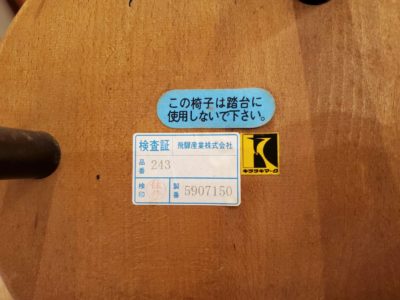 この椅子は踏台に
使用しないで下さい。
検査証 飛驒産業株式会社
品番 243
検印 製番 5907150
キツツキマーク